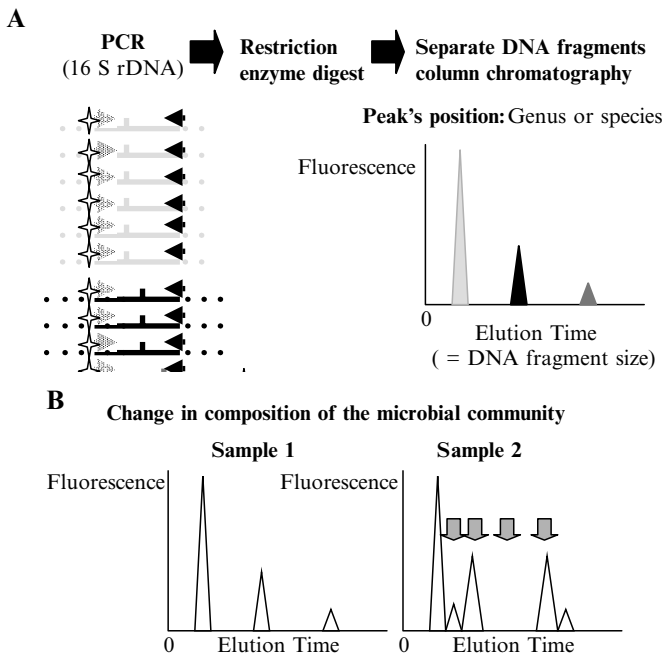 A
PCR
(16 S rDNA)
Restriction
enzyme digest
Separate DNA fragments
column chromatography
Peak's position: Genus or species
Fluorescence
0
Elution Time
( = DNA fragment size)
B
Change in composition of the microbial community
Sample 1
Fluorescence
0
Elution Time
Sample 2
Fluorescence
0
Elution Time